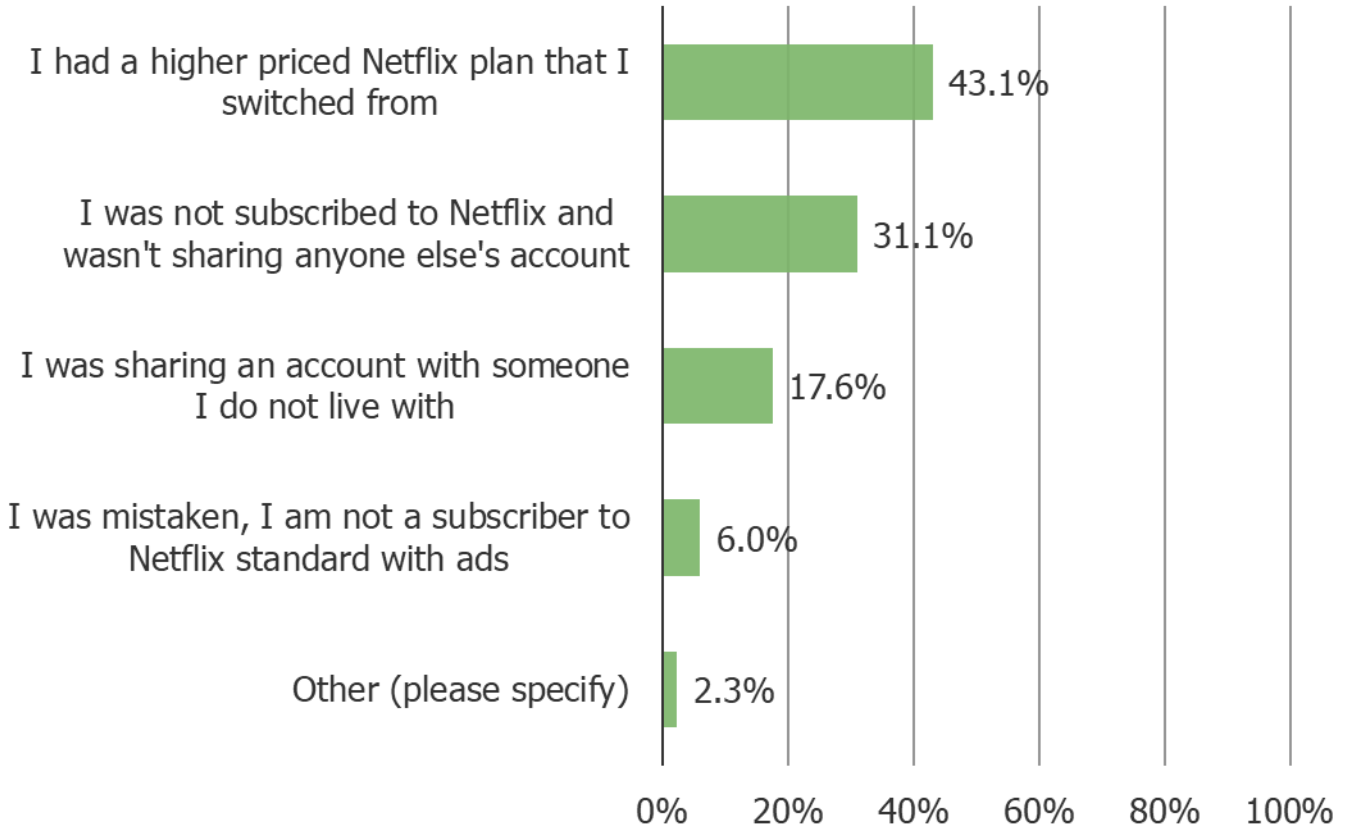 I had a higher priced Netflix plan that I
switched from
43.1%
I was not subscribed to Netflix and
wasn't sharing anyone else's account
31.1%
I was sharing an account with someone
I do not live with
17.6%
I was mistaken, I am not a subscriber to
Netflix standard with ads
6.0%
Other (please specify)
2.3%
0% 20% 40% 60% 80% 100%